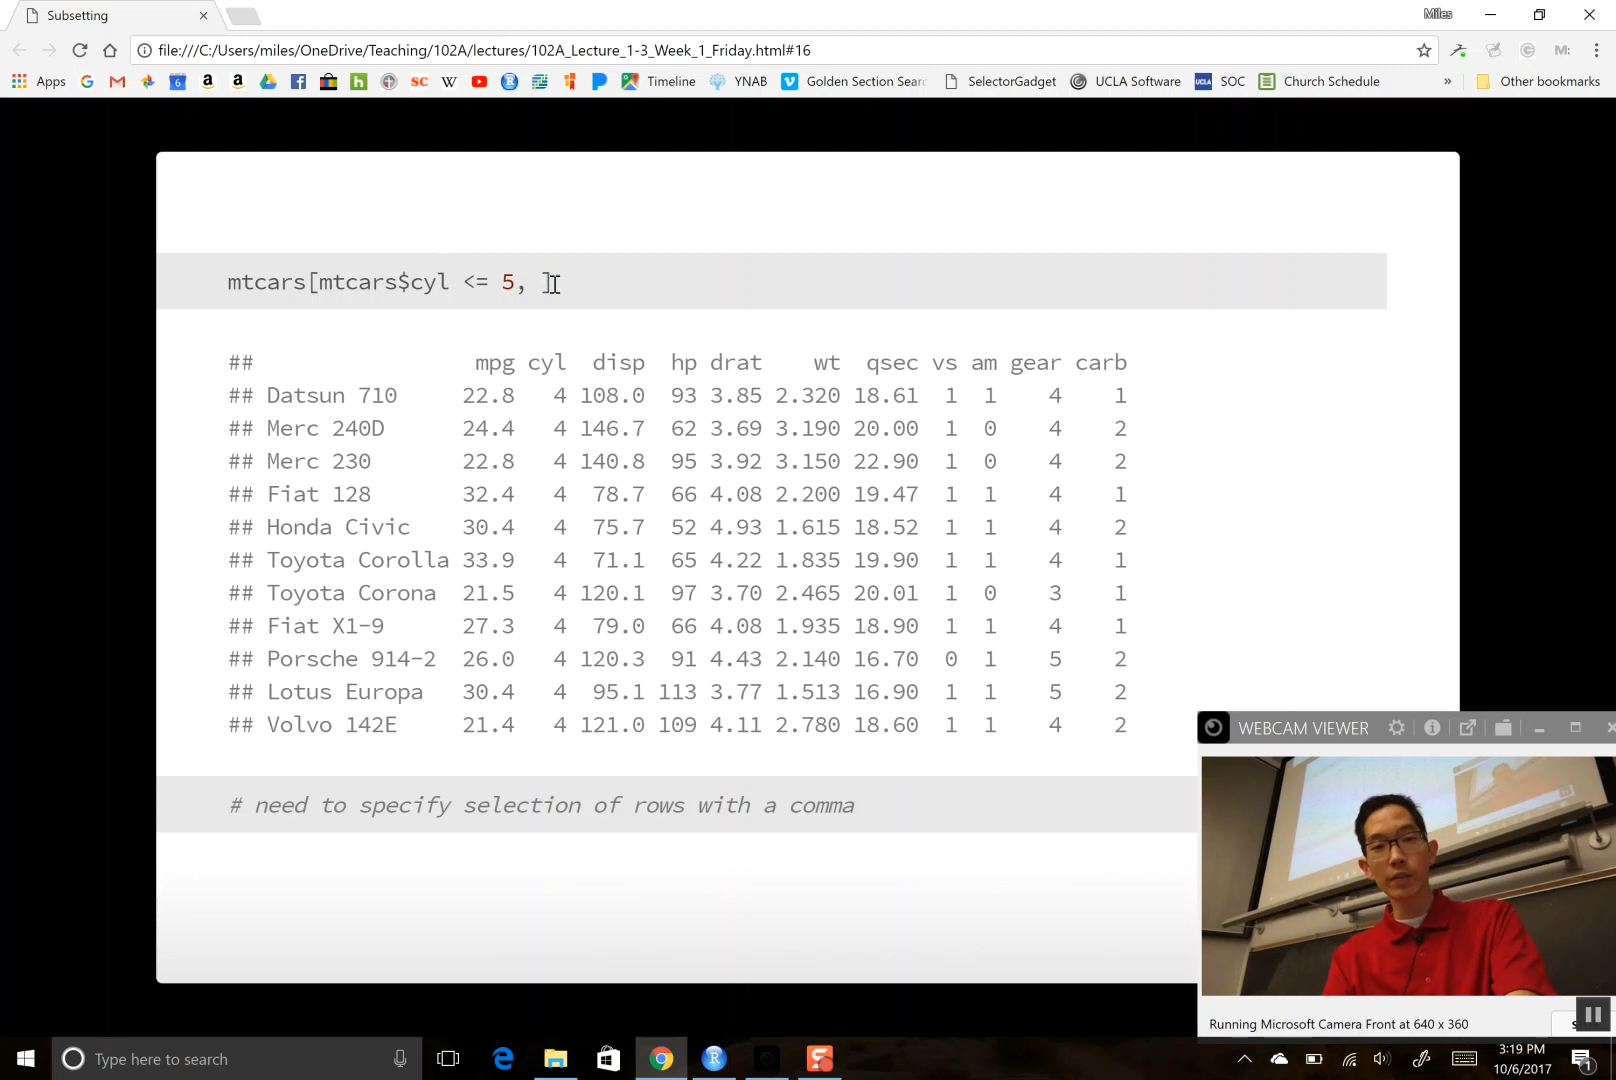 Subsetting
Miles
file:///C:/Users/miles/OneDrive/Teaching/102A/lectures/102A_Lecture_1-3_Week_1_Friday.html#16
Apps
Timeline
YNAB
Golden Section Searc
SelectorGadget
UCLA Software
SOC
Church Schedule
»
Other bookmarks
mtcars[mtcars$cyl <= 5, ]
## mpg cyl disp hp drat wt qsec vs am gear carb
## Datsun 710 22.8 4 108.0 93 3.85 2.320 18.61 1 1 4 1
## Merc 240D 24.4 4 146.7 62 3.69 3.190 20.00 1 0 4 2
## Merc 230 22.8 4 140.8 95 3.92 3.150 22.90 1 0 4 2
## Fiat 128 32.4 4 78.7 66 4.08 2.200 19.47 1 1 4 1
## Honda Civic 30.4 4 75.7 52 4.93 1.615 18.52 1 1 4 2
## Toyota Corolla 33.9 4 71.1 65 4.22 1.835 19.90 1 1 4 1
## Toyota Corona 21.5 4 120.1 97 3.70 2.465 20.01 1 0 3 1
## Fiat X1-9 27.3 4 79.0 66 4.08 1.935 18.90 1 1 4 1
## Porsche 914-2 26.0 4 120.3 91 4.43 2.140 16.70 0 1 5 2
## Lotus Europa 30.4 4 95.1 113 3.77 1.513 16.90 1 1 5 2
## Volvo 142E 21.4 4 121.0 109 4.11 2.780 18.60 1 1 4 2
WEBCAM VIEWER
# need to specify selection of rows with a comma
Running Microsoft Camera Front at 640 x 360
Type here to search
3:19 PM
10/6/2017